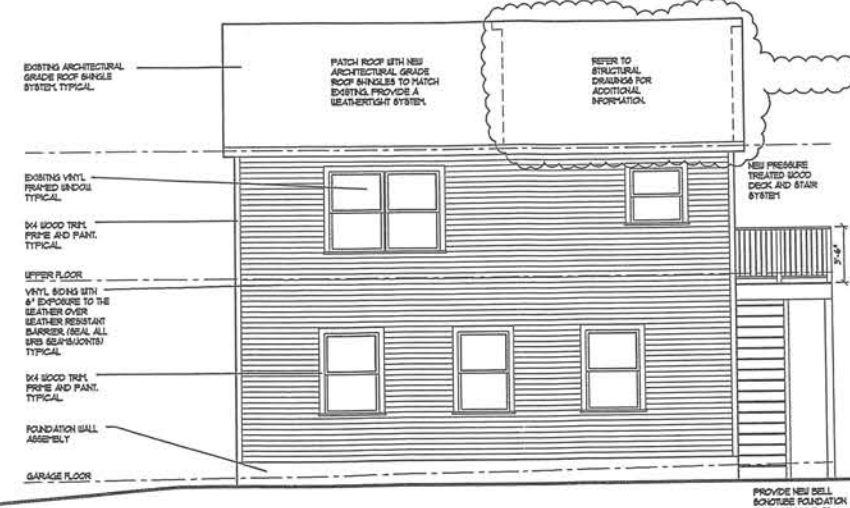 EXISTING ARCHITECTURAL
GRADE ROOF SHINGLE
SYSTEM, TYPICAL.
PATCH ROOF WITH NEW
ARCHITECTURAL GRADE
ROOF SHINGLES TO MATCH
EXISTING. PROVIDE A
WEATHERTIGHT SYSTEM.
REFER TO
STRUCTURAL
DRAWINGS FOR
ADDITIONAL
INFORMATION.
EXISTING VINYL
FRAMED WINDOW,
TYPICAL.
1X4 WOOD TRIM,
PRIME AND PAINT,
TYPICAL.
UPPER FLOOR
VINYL SIDING WITH
6" EXPOSURE TO THE
WEATHER OVER
WEATHER RESISTANT
BARRIER (SEAL ALL
WRB SEAMS/JOINTS)
TYPICAL
1X4 WOOD TRIM,
PRIME AND PAINT,
TYPICAL.
FOUNDATION WALL
ASSEMBLY
GARAGE FLOOR
NEW PRESSURE
TREATED WOOD
DECK AND STAIR
SYSTEM
3'-6"
PROVIDE NEW BELL
SONOTUBE FOUNDATION